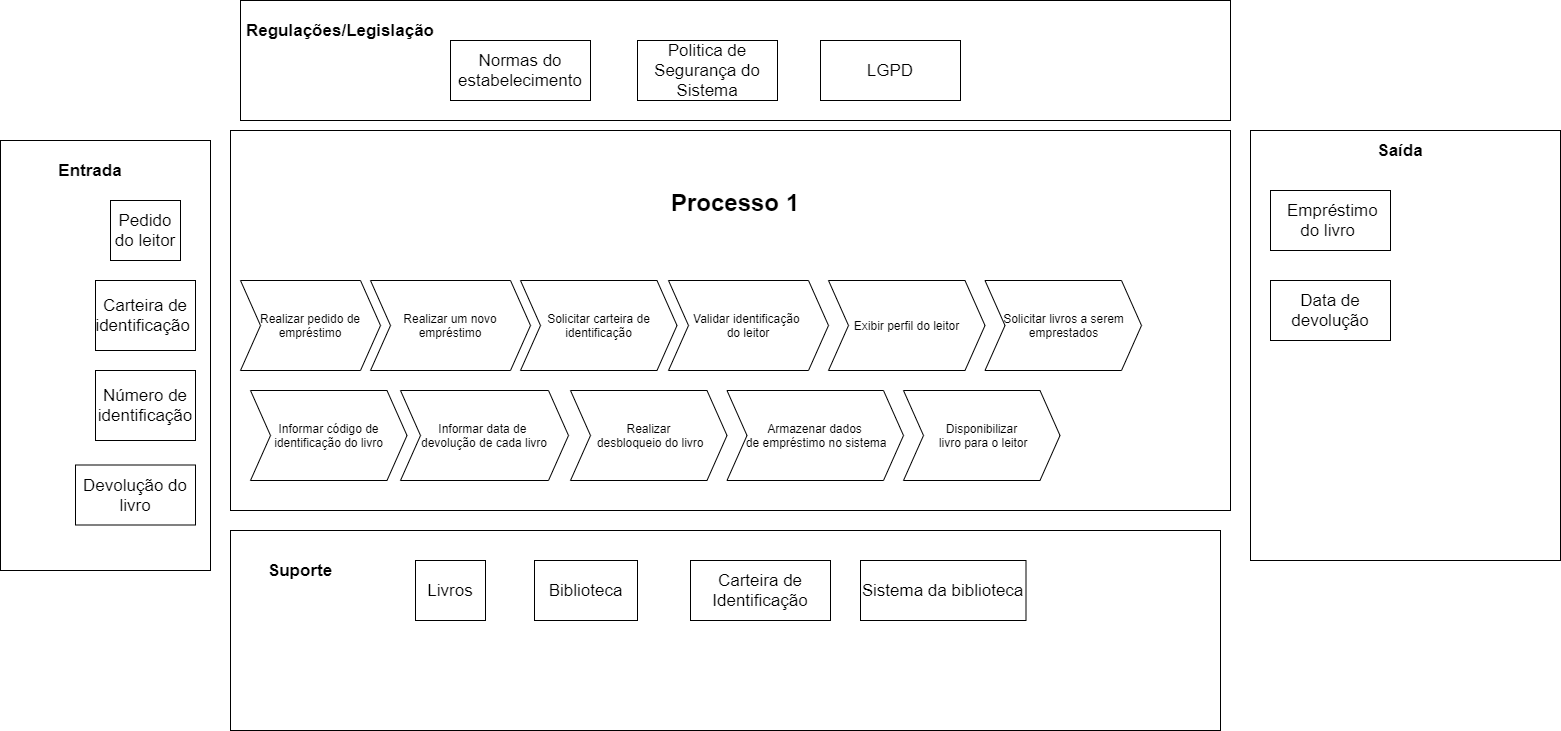 Regulações/Legislação
Normas do
estabelecimento
Politica de
Segurança do
Sistema
LGPD
Entrada
Pedido
do leitor
Carteira de
identificação
Número de
identificação
Devolução do
livro
Processo 1
Realizar pedido de
empréstimo
Realizar um novo
empréstimo
Solicitar carteira de
identificação
Validar identificação
do leitor
Exibir perfil do leitor
Solicitar livros a serem
emprestados
Informar código de
identificação do livro
Informar data de
devolução de cada livro
Realizar
desbloqueio do livro
Armazenar dados
de empréstimo no sistema
Disponibilizar
livro para o leitor
Saída
Empréstimo
do livro
Data de
devolução
Suporte
Livros
Biblioteca
Carteira de
Identificação
Sistema da biblioteca